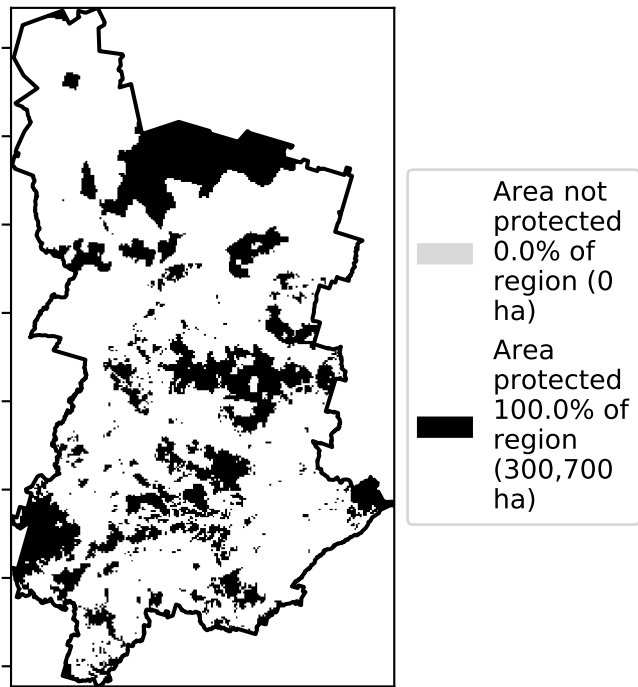 Area not
protected
0.0% of
region (0
ha)
Area
protected
100.0% of
region
(300,700
ha)